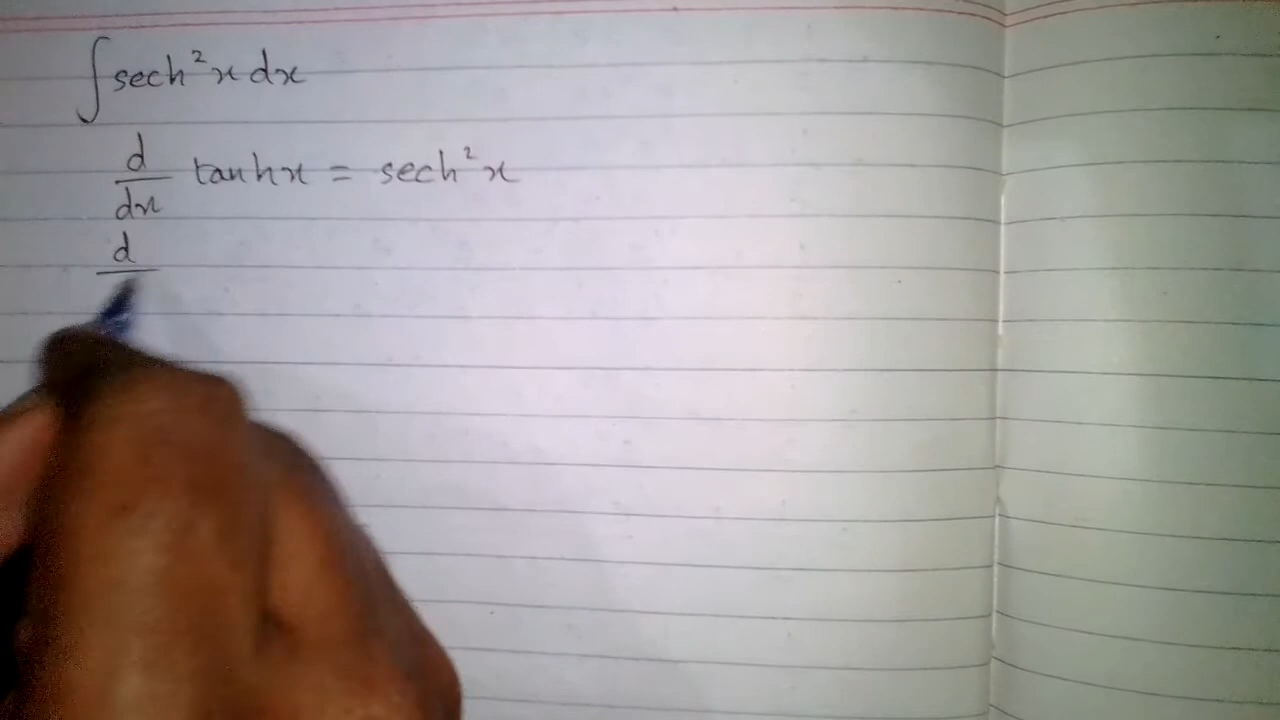 ∫ sech²x dx
d/dx tanhx = sech²x
d